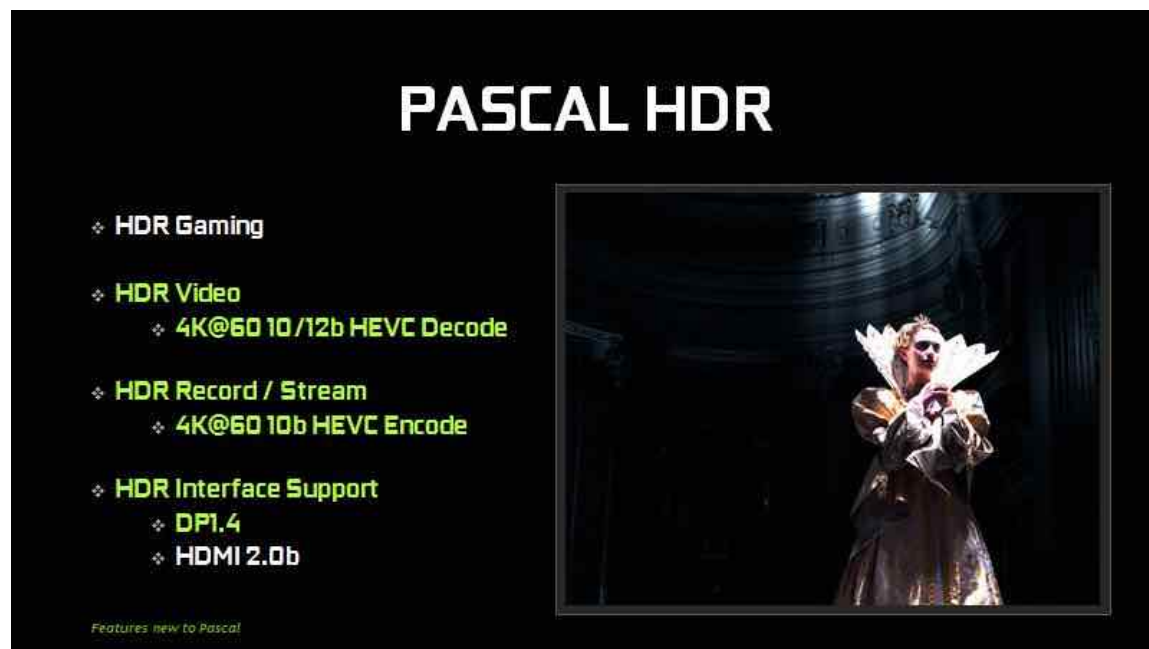 PASCAL HDR
HDR Gaming
HDR Video
4K@60 10/12b HEVC Decode
HDR Record / Stream
4K@60 10b HEVC Encode
HDR Interface Support
DP1.4
HDMI 2.0b
Features new to Pascal